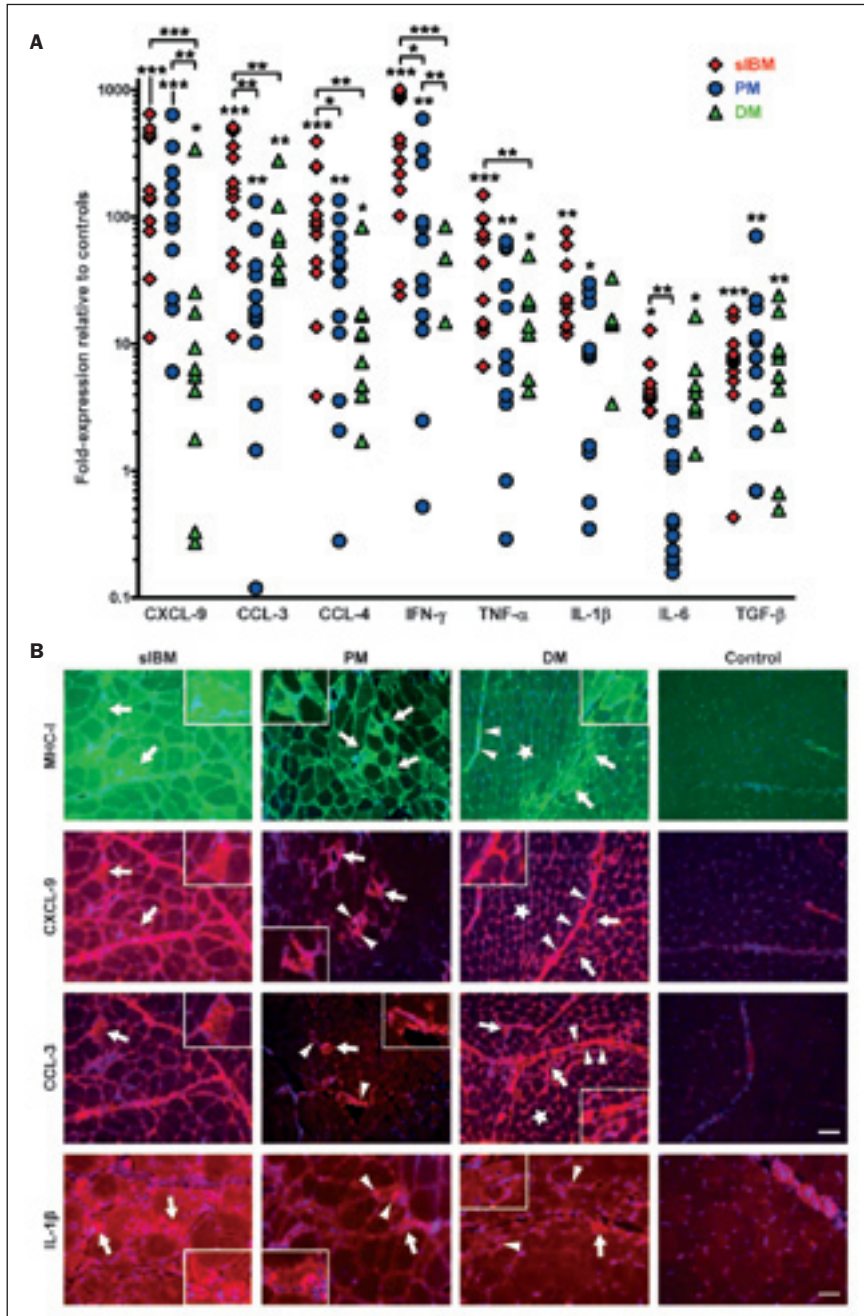 A
*** *** *** * *** * *** ** *** ** ** ** *** ** * ** ** ** * *** ** *** * ** *** ** * ** ** * * ** * *** ** **
sIBM
PM
DM
1000
100
10
1
0.1
Fold-expression relative to controls
CXCL-9 CCL-3 CCL-4 IFN-γ TNF-α IL-1β IL-6 TGF-β
B
sIBM PM DM Control
MHC-I
CXCL-9
CCL-3
IL-1β